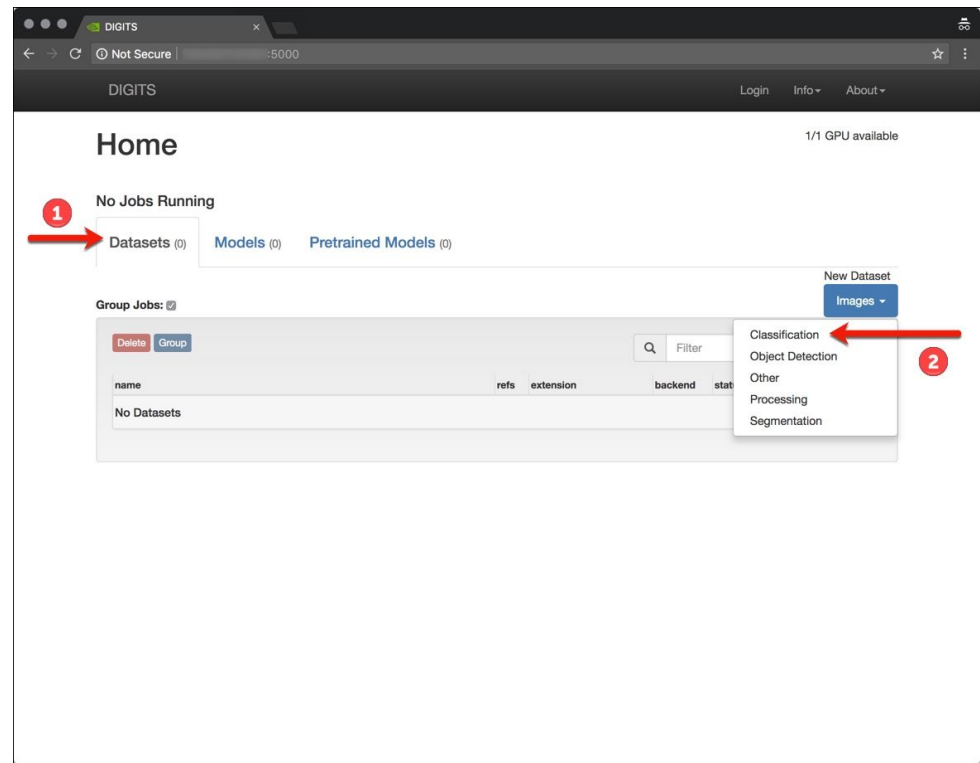 DIGITS
Not Secure :5000
DIGITS Login Info About
Home 1/1 GPU available
No Jobs Running
1
Datasets (0) Models (0) Pretrained Models (0)
New Dataset
Group Jobs: Images
Delete Group Filter
Classification
Object Detection
2
Other
name refs extension backend
Processing
No Datasets
Segmentation